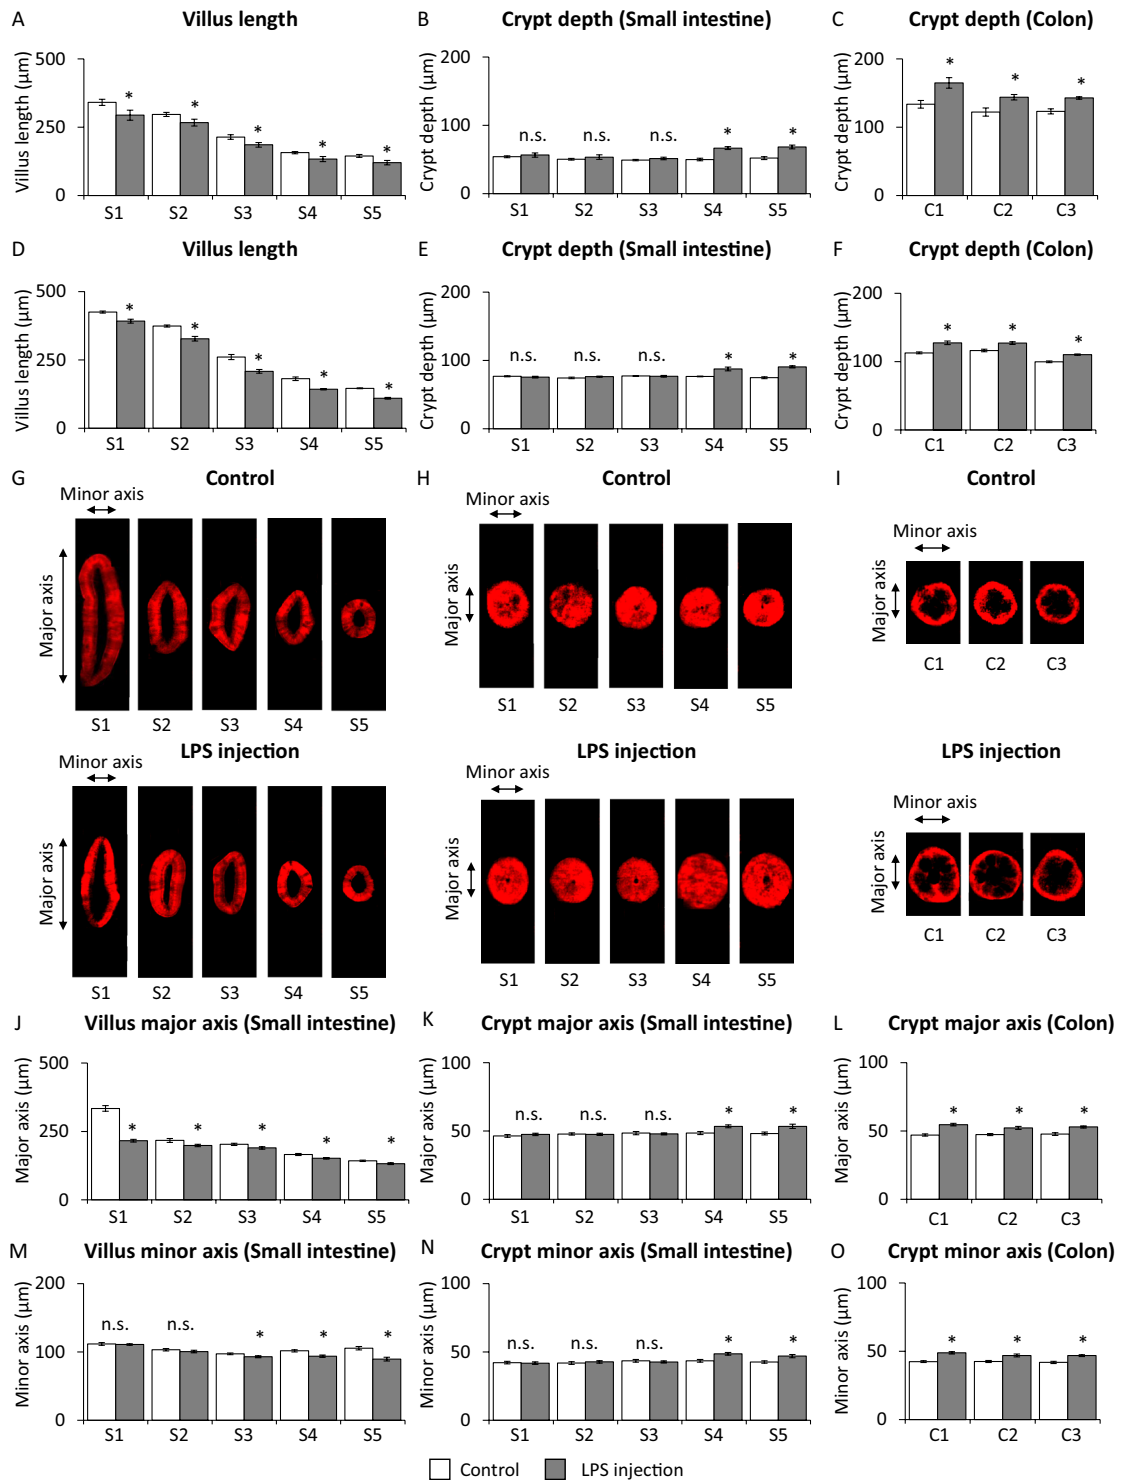 A Villus length
B Crypt depth (Small intestine)
C Crypt depth (Colon)
Villus length (µm)
500
250
0
* * * * *
S1 S2 S3 S4 S5
Crypt depth (µm)
200
100
0
n.s. n.s. n.s. * *
S1 S2 S3 S4 S5
Crypt depth (µm)
200
100
0
* * *
C1 C2 C3
D Villus length
E Crypt depth (Small intestine)
F Crypt depth (Colon)
Villus length (µm)
500
250
0
* * * * *
S1 S2 S3 S4 S5
Crypt depth (µm)
200
100
0
n.s. n.s. n.s. * *
S1 S2 S3 S4 S5
Crypt depth (µm)
200
100
0
* * *
C1 C2 C3
G Control
Minor axis
Major axis
S1 S2 S3 S4 S5
LPS injection
Minor axis
Major axis
S1 S2 S3 S4 S5
H Control
Minor axis
Major axis
S1 S2 S3 S4 S5
LPS injection
Minor axis
Major axis
S1 S2 S3 S4 S5
I Control
Minor axis
Major axis
C1 C2 C3
LPS injection
Minor axis
Major axis
C1 C2 C3
J Villus major axis (Small intestine)
K Crypt major axis (Small intestine)
L Crypt major axis (Colon)
Major axis (µm)
500
250
0
* * * * *
S1 S2 S3 S4 S5
Major axis (µm)
100
50
0
n.s. n.s. n.s. * *
S1 S2 S3 S4 S5
Major axis (µm)
100
50
0
* * *
C1 C2 C3
M Villus minor axis (Small intestine)
N Crypt minor axis (Small intestine)
O Crypt minor axis (Colon)
Minor axis (µm)
200
100
0
n.s. n.s. * * *
S1 S2 S3 S4 S5
Minor axis (µm)
100
50
0
n.s. n.s. n.s. * *
S1 S2 S3 S4 S5
Minor axis (µm)
100
50
0
* * *
C1 C2 C3
Control LPS injection